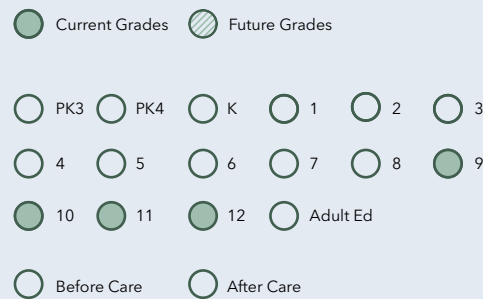 Current Grades Future Grades
PK3 PK4 K 1 2 3
4 5 6 7 8 9
10 11 12 Adult Ed
Before Care After Care